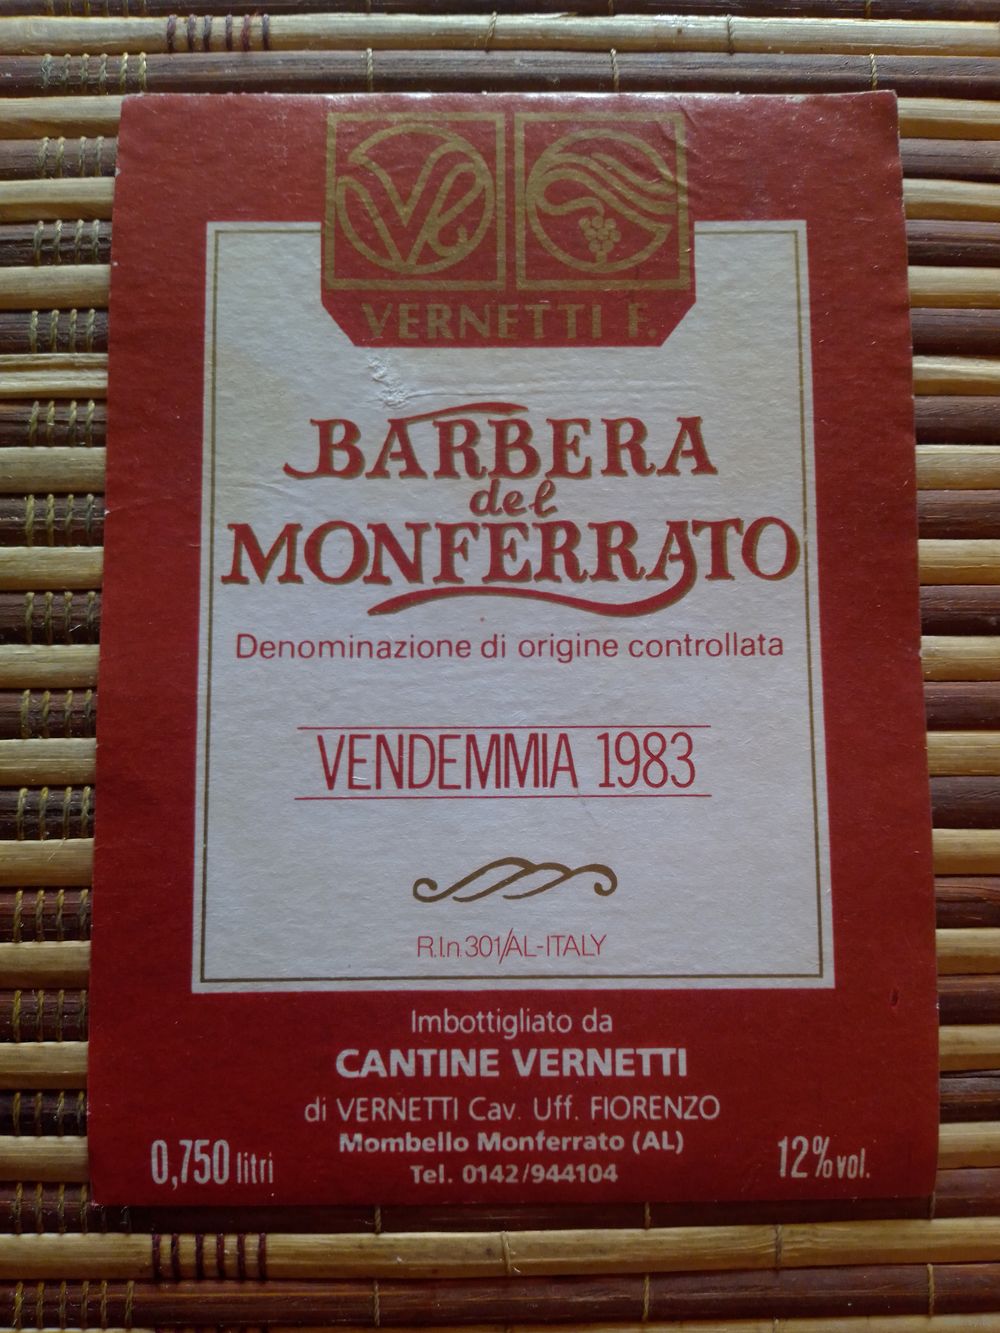 VERNETTI F.
BARBERA
del
MONFERRATO
Denominazione di origine controllata
VENDEMMIA 1983
R.I.n.301/AL-ITALY
Imbottigliato da
CANTINE VERNETTI
di VERNETTI Cav. Uff. FIORENZO
Mombello Monferrato (AL)
0,750 litri
Tel. 0142/944104
12% vol.